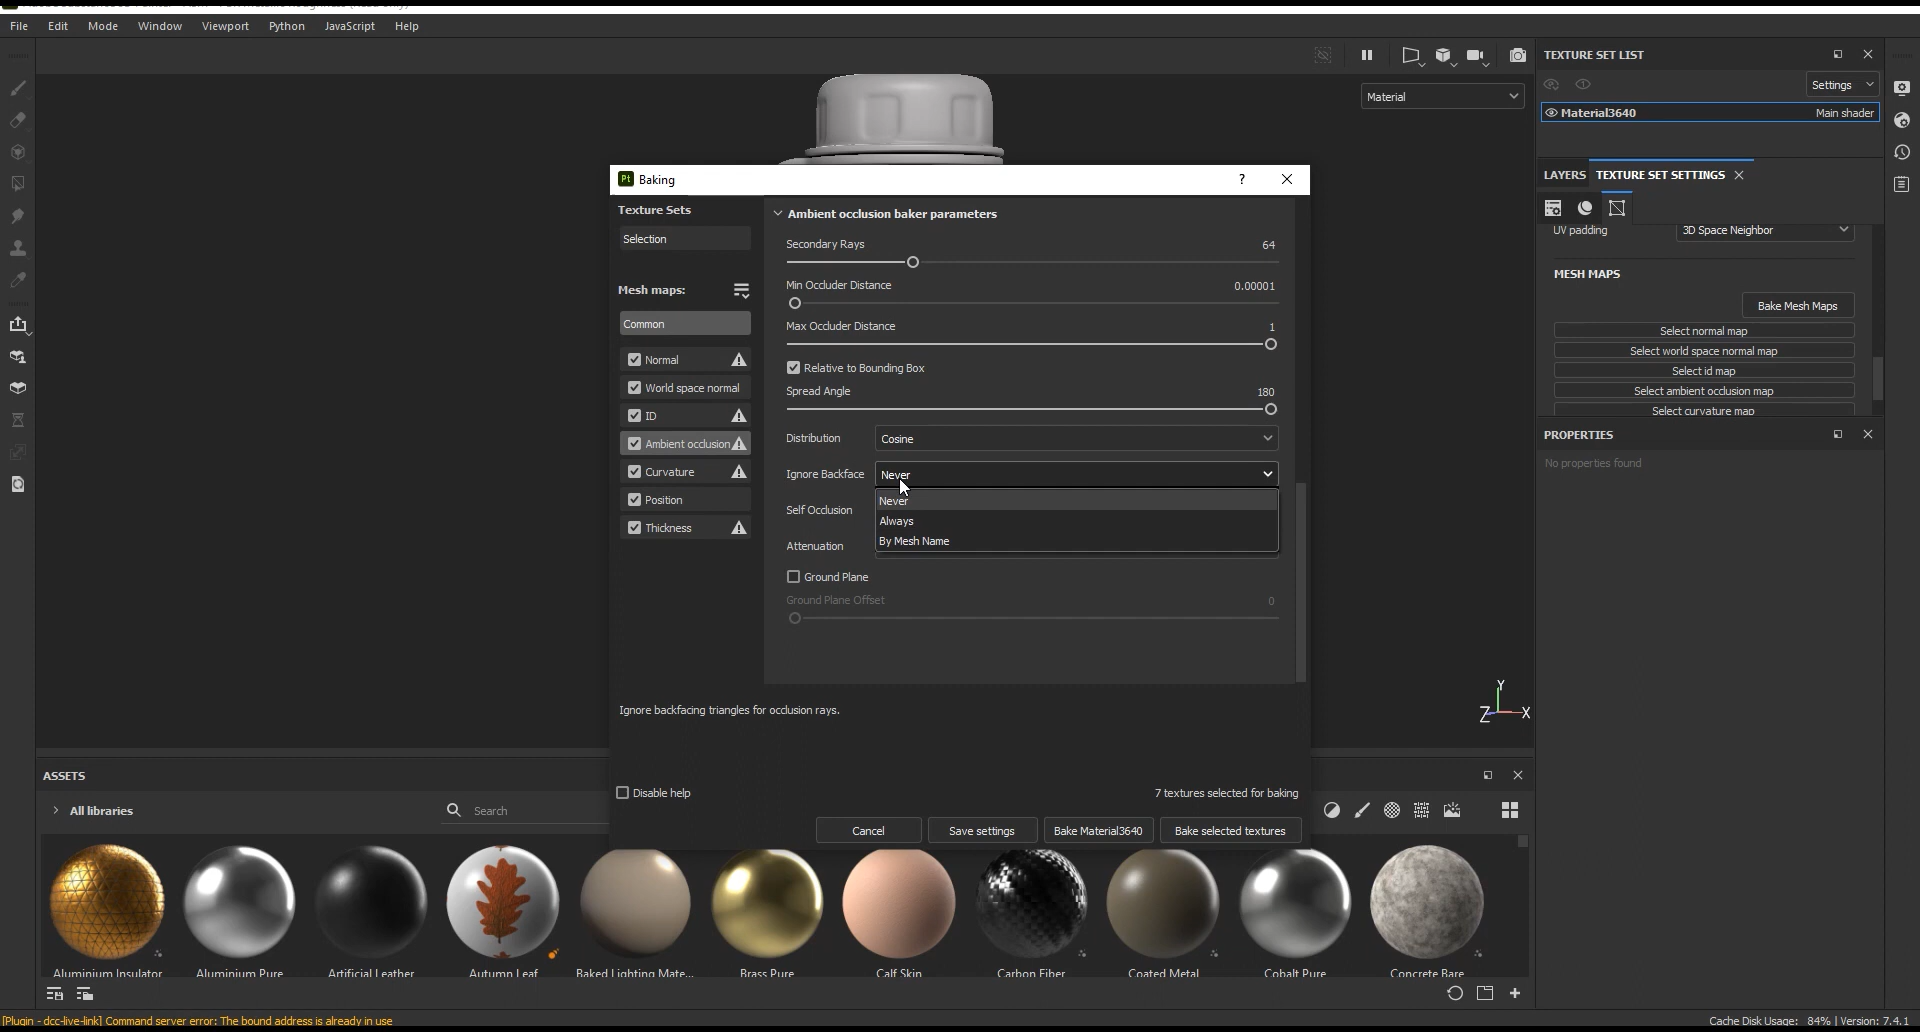 File Edit Mode Window Viewport Python JavaScript Help
TEXTURE SET LIST
Settings
Material
Material3640 Main shader
LAYERS TEXTURE SET SETTINGS
UV padding 3D Space Neighbor
MESH MAPS
Bake Mesh Maps
Select normal map
Select world space normal map
Select id map
Select ambient occlusion map
Select curvature map
PROPERTIES
No properties found
Pt Baking ?
Texture Sets
Selection
Mesh maps:
Common
Normal
World space normal
ID
Ambient occlusion
Curvature
Position
Thickness
Ambient occlusion baker parameters
Secondary Rays 64
Min Occluder Distance 0.00001
Max Occluder Distance 1
Relative to Bounding Box
Spread Angle 180
Distribution Cosine
Ignore Backface Never
Never
Self Occlusion
Always
By Mesh Name
Attenuation
Ground Plane
Ground Plane Offset 0
Ignore backfacing triangles for occlusion rays.
Disable help 7 textures selected for baking
Cancel Save settings Bake Material3640 Bake selected textures
Y
Z X
ASSETS
All libraries Search
Aluminium Insulator Aluminium Pure Artificial Leather Autumn Leaf Baked Lighting Mate... Brass Pure Calf Skin Carbon Fiber Coated Metal Cobalt Pure Concrete Bare
[Plugin - dcc-live-link] Command server error: The bound address is already in use
Cache Disk Usage: 84% | Version: 7.4.1